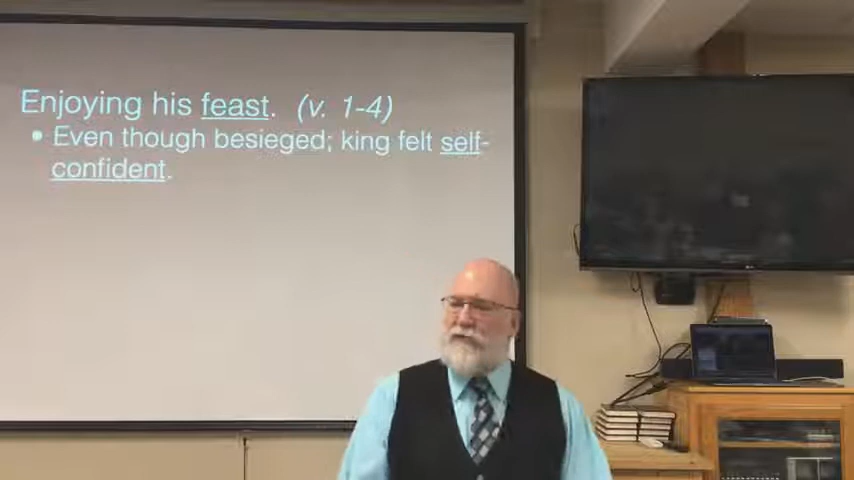 Enjoying his feast. (v. 1-4)
• Even though besieged; king felt self-
confident.